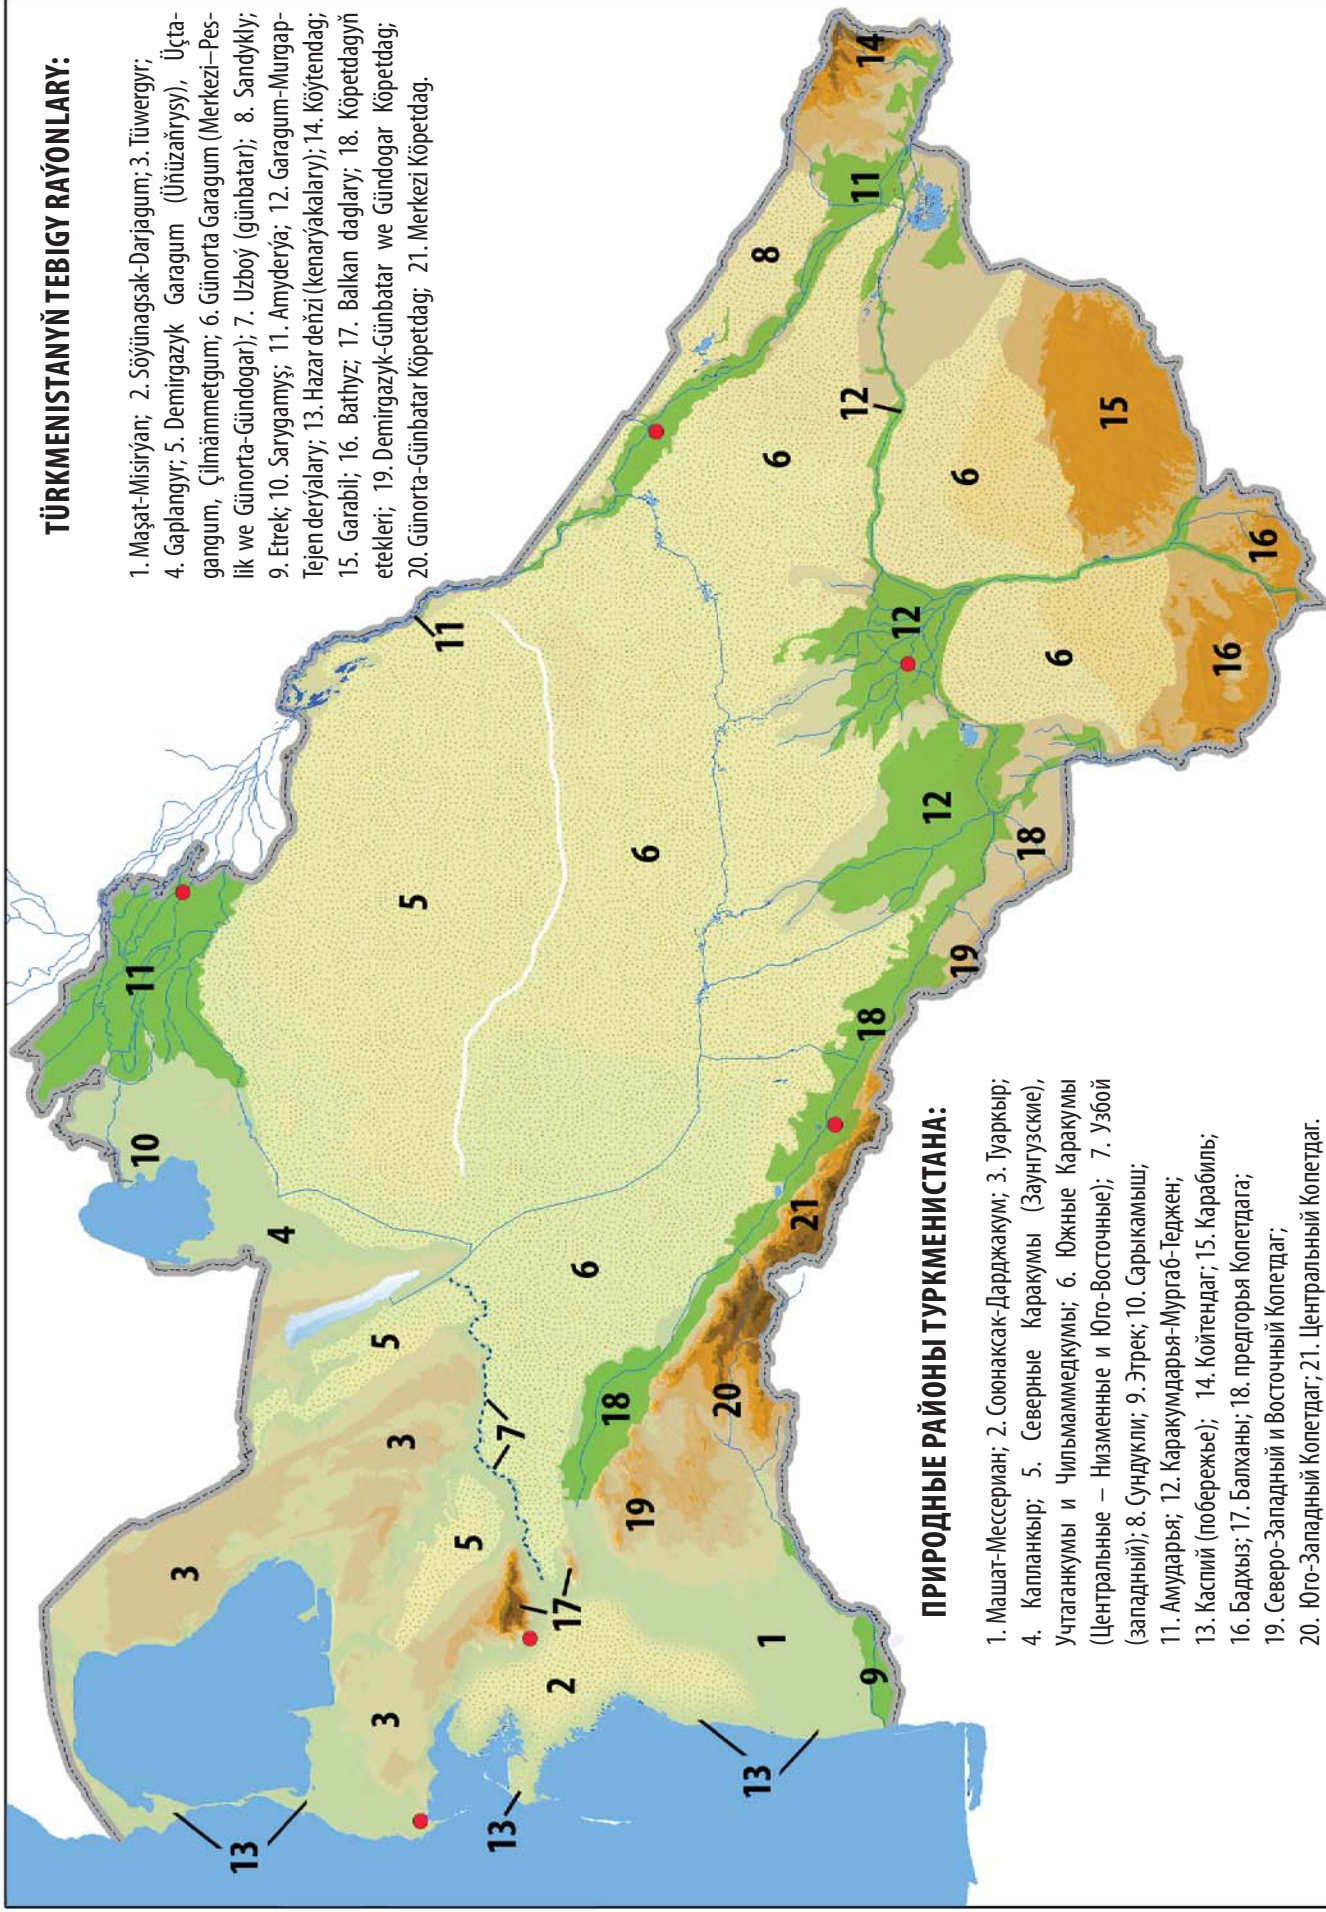 TÜRKMENISTANYŇ TEBIGY RAÝONLARY:
1. Maşat-Misirýan; 2. Söýünagsak-Darjagum; 3. Tüwergyr;
4. Gaplangyr; 5. Demirgazyk Garagum (Üňüzaňrysy), Üçta-
gangum, Çilmämmetgum; 6. Günorta Garagum (Merkezi–Pes-
lik we Günorta-Gündogar); 7. Uzboý (günbatar); 8. Sandykly;
9. Etrek; 10. Sarygamyş; 11. Amyderýa; 12. Garagum-Murgap-
Tejen derýalary; 13. Hazar deňzi (kenarýakalary); 14. Köýtendag;
15. Garabil; 16. Bathyz; 17. Balkan daglary; 18. Köpetdagyň
etekleri; 19. Demirgazyk-Günbatar we Gündogar Köpetdag;
20. Günorta-Günbatar Köpetdag; 21. Merkezi Köpetdag.
14
11
8
11
12
6
6
15
16
16
6
12
11
5
6
12
18
19
18
10
4
21
6
5
3
7
18
20
19
3
5
17
1
2
9
3
13
13
13
ПРИРОДНЫЕ РАЙОНЫ ТУРКМЕНИСТАНА:
1. Машат-Мессериан; 2. Союнаксак-Дарджакум; 3. Туаркыр;
4. Капланкыр; 5. Северные Каракумы (Заунгузские),
Учтаганкумы и Чильмаммедкумы; 6. Южные Каракумы
(Центральные – Низменные и Юго-Восточные); 7. Узбой
(западный); 8. Сундукли; 9. Этрек; 10. Сарыкамыш;
11. Амударья; 12. Каракумдарья-Мургаб-Теджен;
13. Каспий (побережье); 14. Койтендаг; 15. Карабиль;
16. Бадхыз; 17. Балханы; 18. предгорья Копетдага;
19. Северо-Западный и Восточный Копетдаг;
20. Юго-Западный Копетдаг; 21. Центральный Копетдаг.